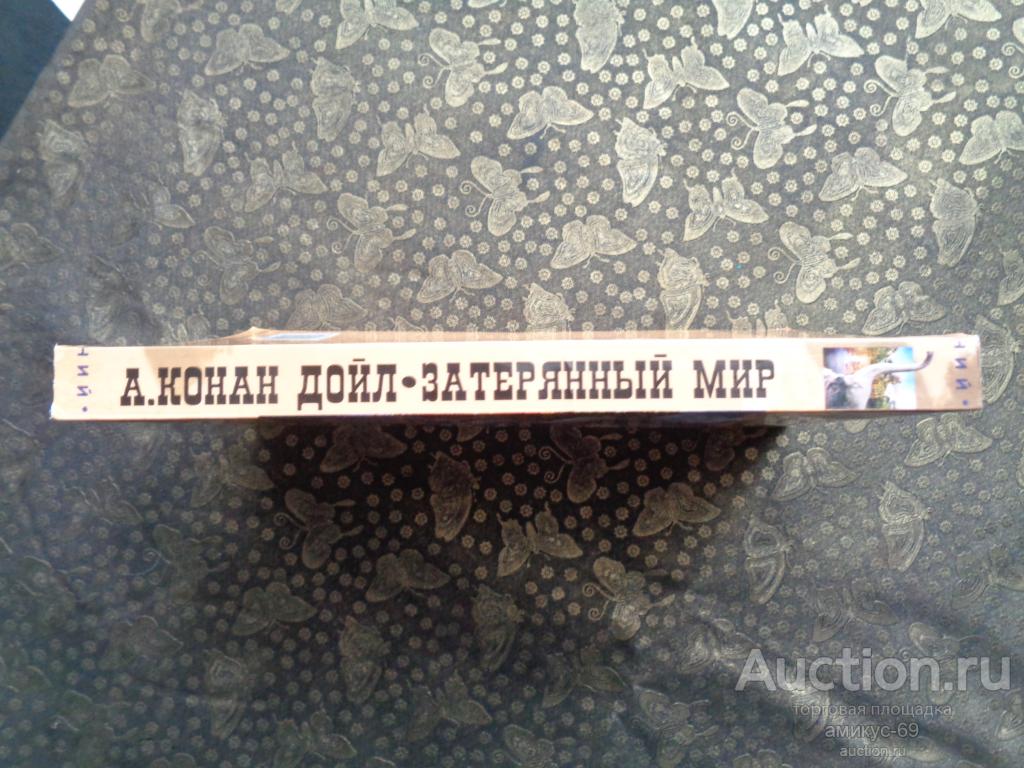 А.КОНАН ДОЙЛ•ЗАТЕРЯННЫЙ МИР
Auction.ru
торговая площадка
амикус-69
auction.ru